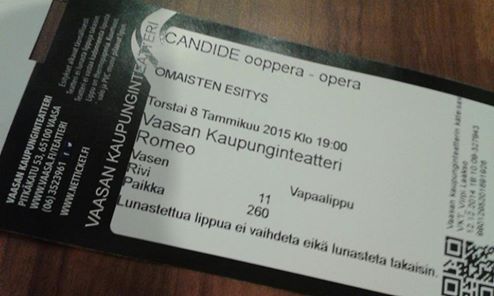 CANDIDE ooppera - opera
OMAISTEN ESITYS
Torstai 8 Tammikuu 2015 Klo 19:00
Vaasan Kaupunginteatteri
Romeo
Vasen
Rivi 11 Vapaalippu
Paikka 260
Lunastettua lippua ei vaihdeta eikä lunasteta takaisin.
VAASAN KAUPUNGINTEATTERI
VAASAN KAUPUNGINTEATTERI
PITKÄKATU 53, 65100 VAASA
WWW.VAASA.FI/TEATTERI
(06) 3523961
WWW.NETTICKET.FI